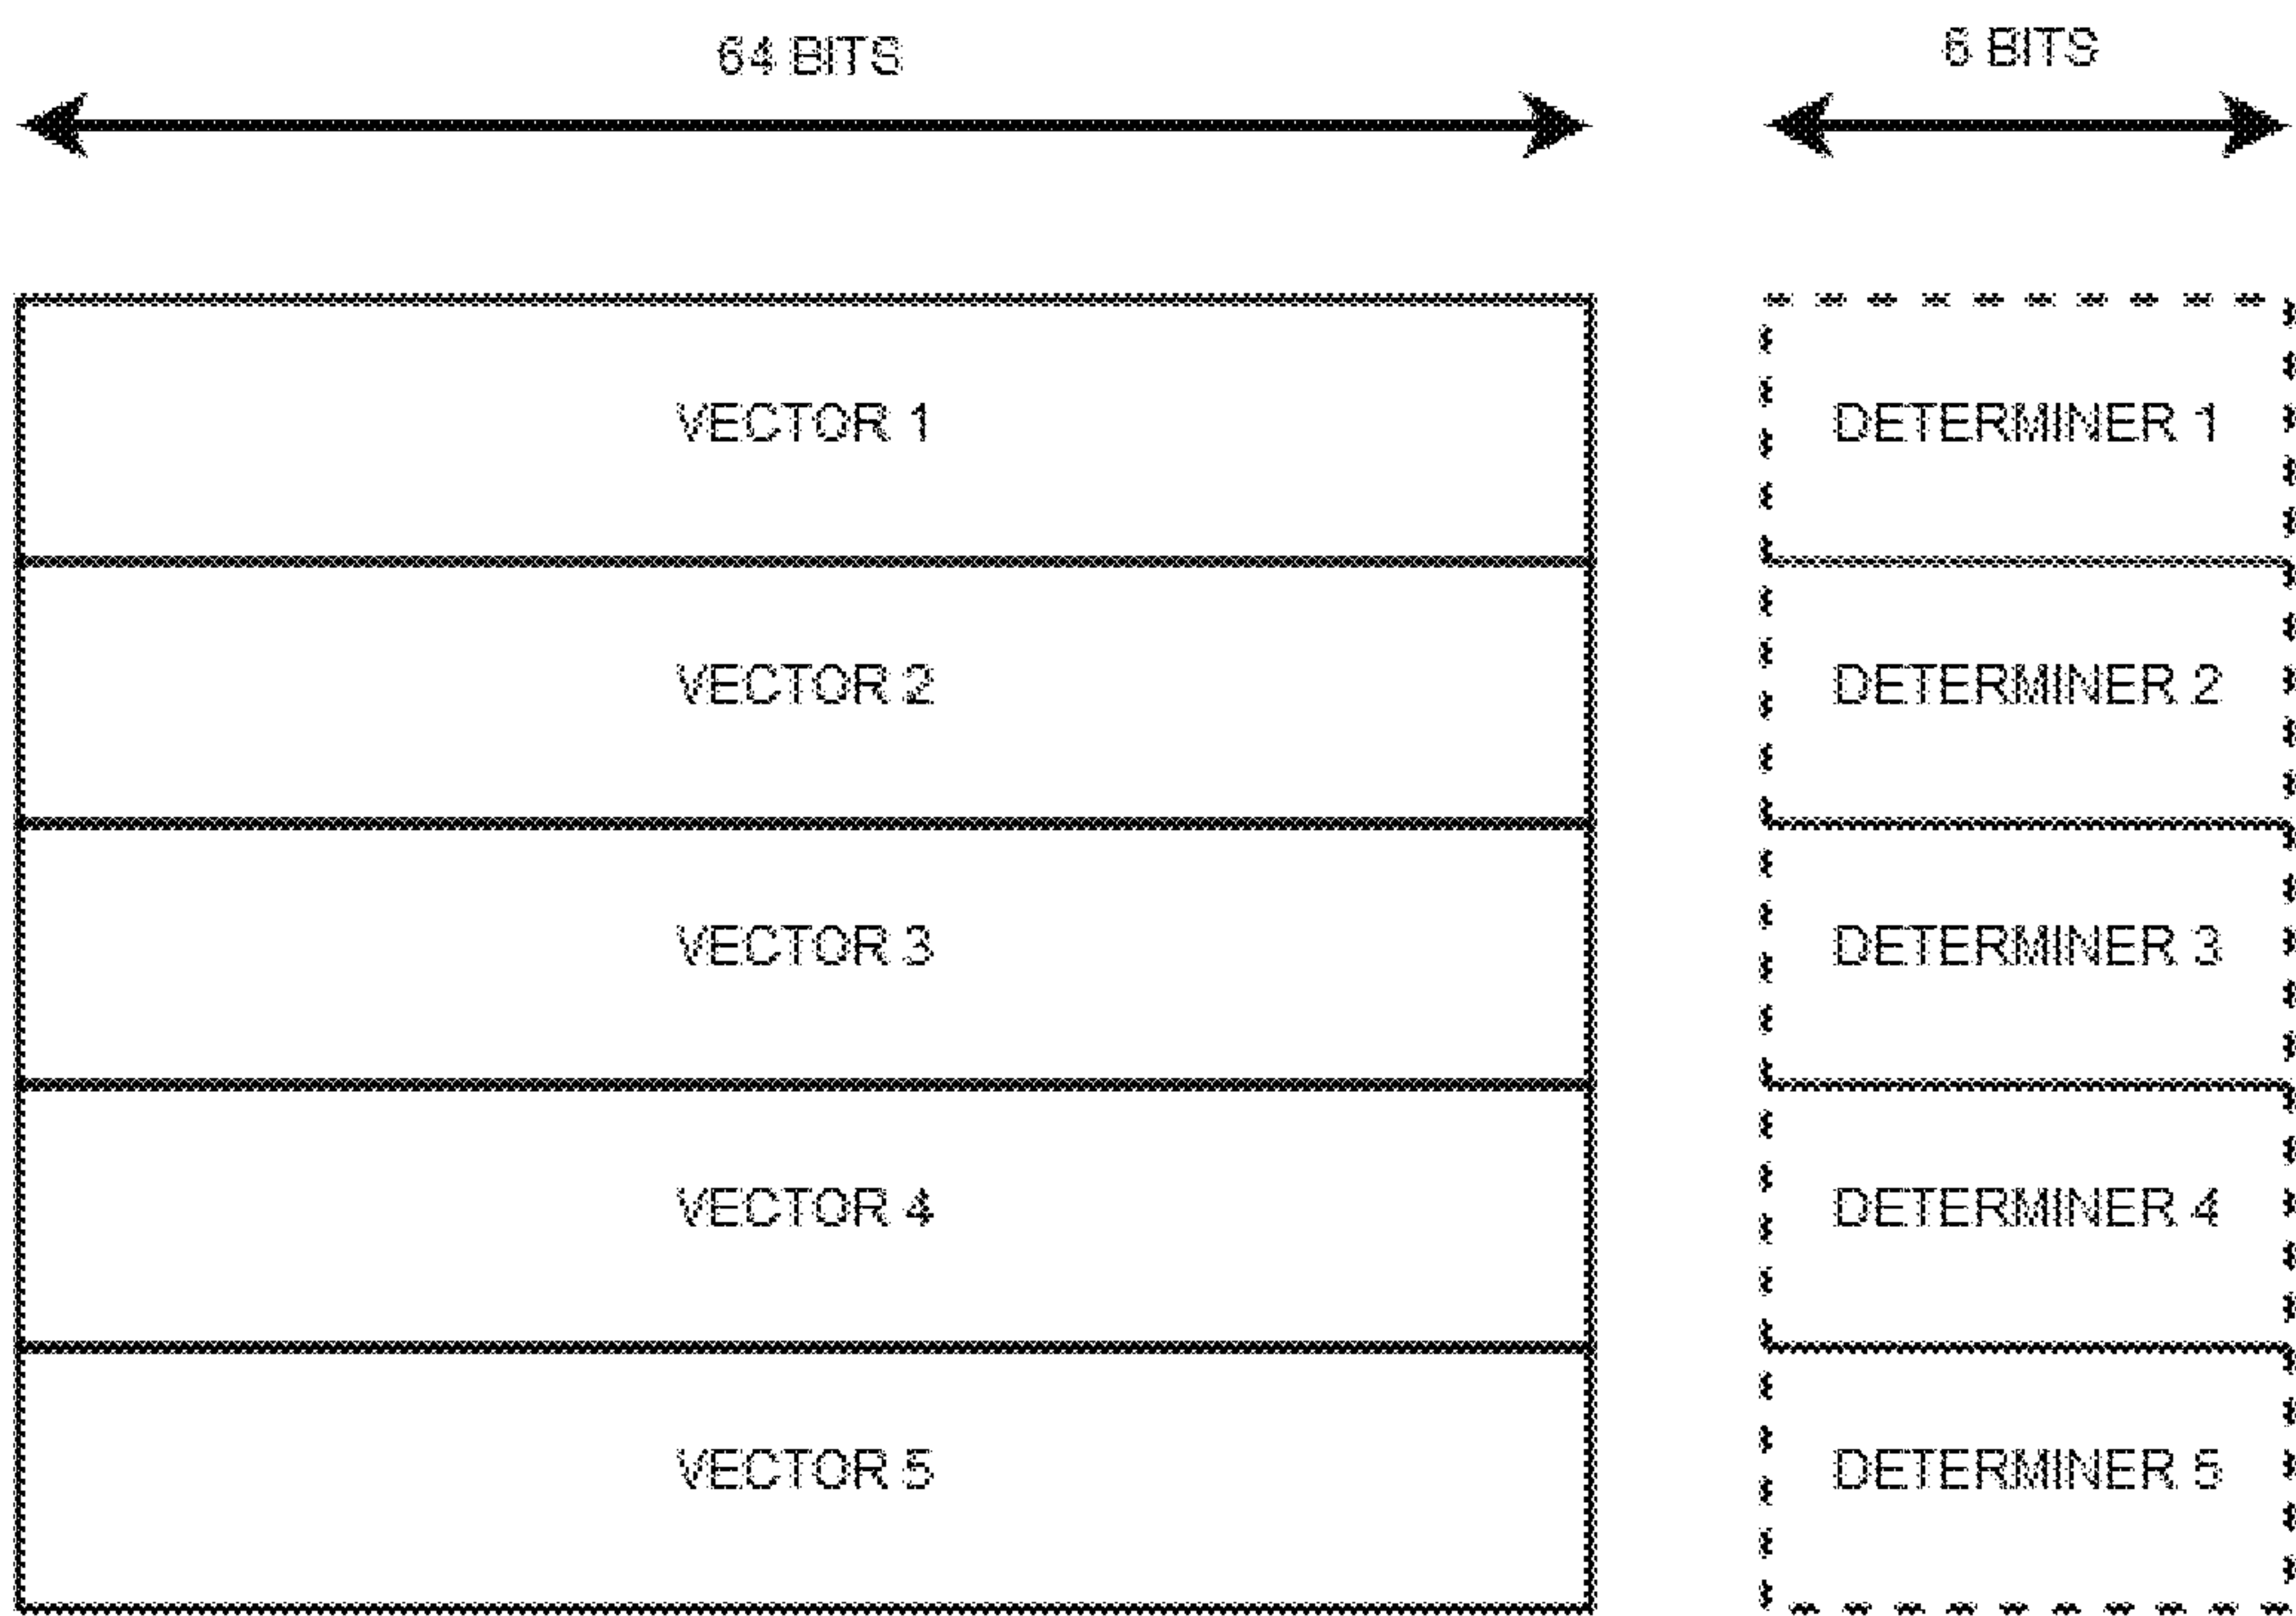 64 BITS
6 BITS
VECTOR 1
DETERMINER 1
VECTOR 2
DETERMINER 2
VECTOR 3
DETERMINER 3
VECTOR 4
DETERMINER 4
VECTOR 5
DETERMINER 5